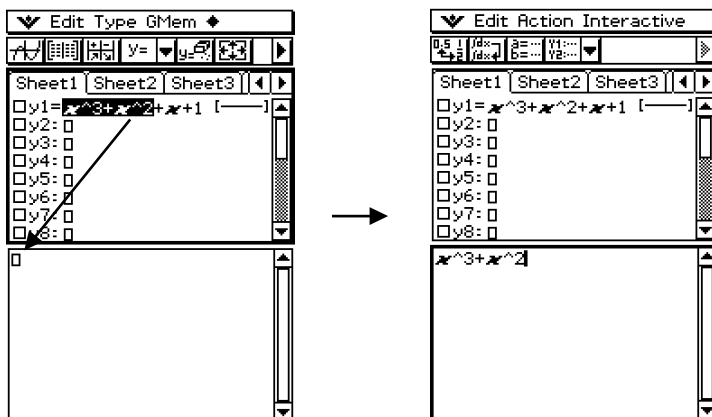 Edit Type GMem
y=
Sheet1 Sheet2 Sheet3
y1=x^3+x^2+x+1 [—]
y2:
y3:
y4:
y5:
y6:
y7:
y8:
Edit Action Interactive
Sheet1 Sheet2 Sheet3
y1=x^3+x^2+x+1 [—]
y2:
y3:
y4:
y5:
y6:
y7:
y8:
x^3+x^2